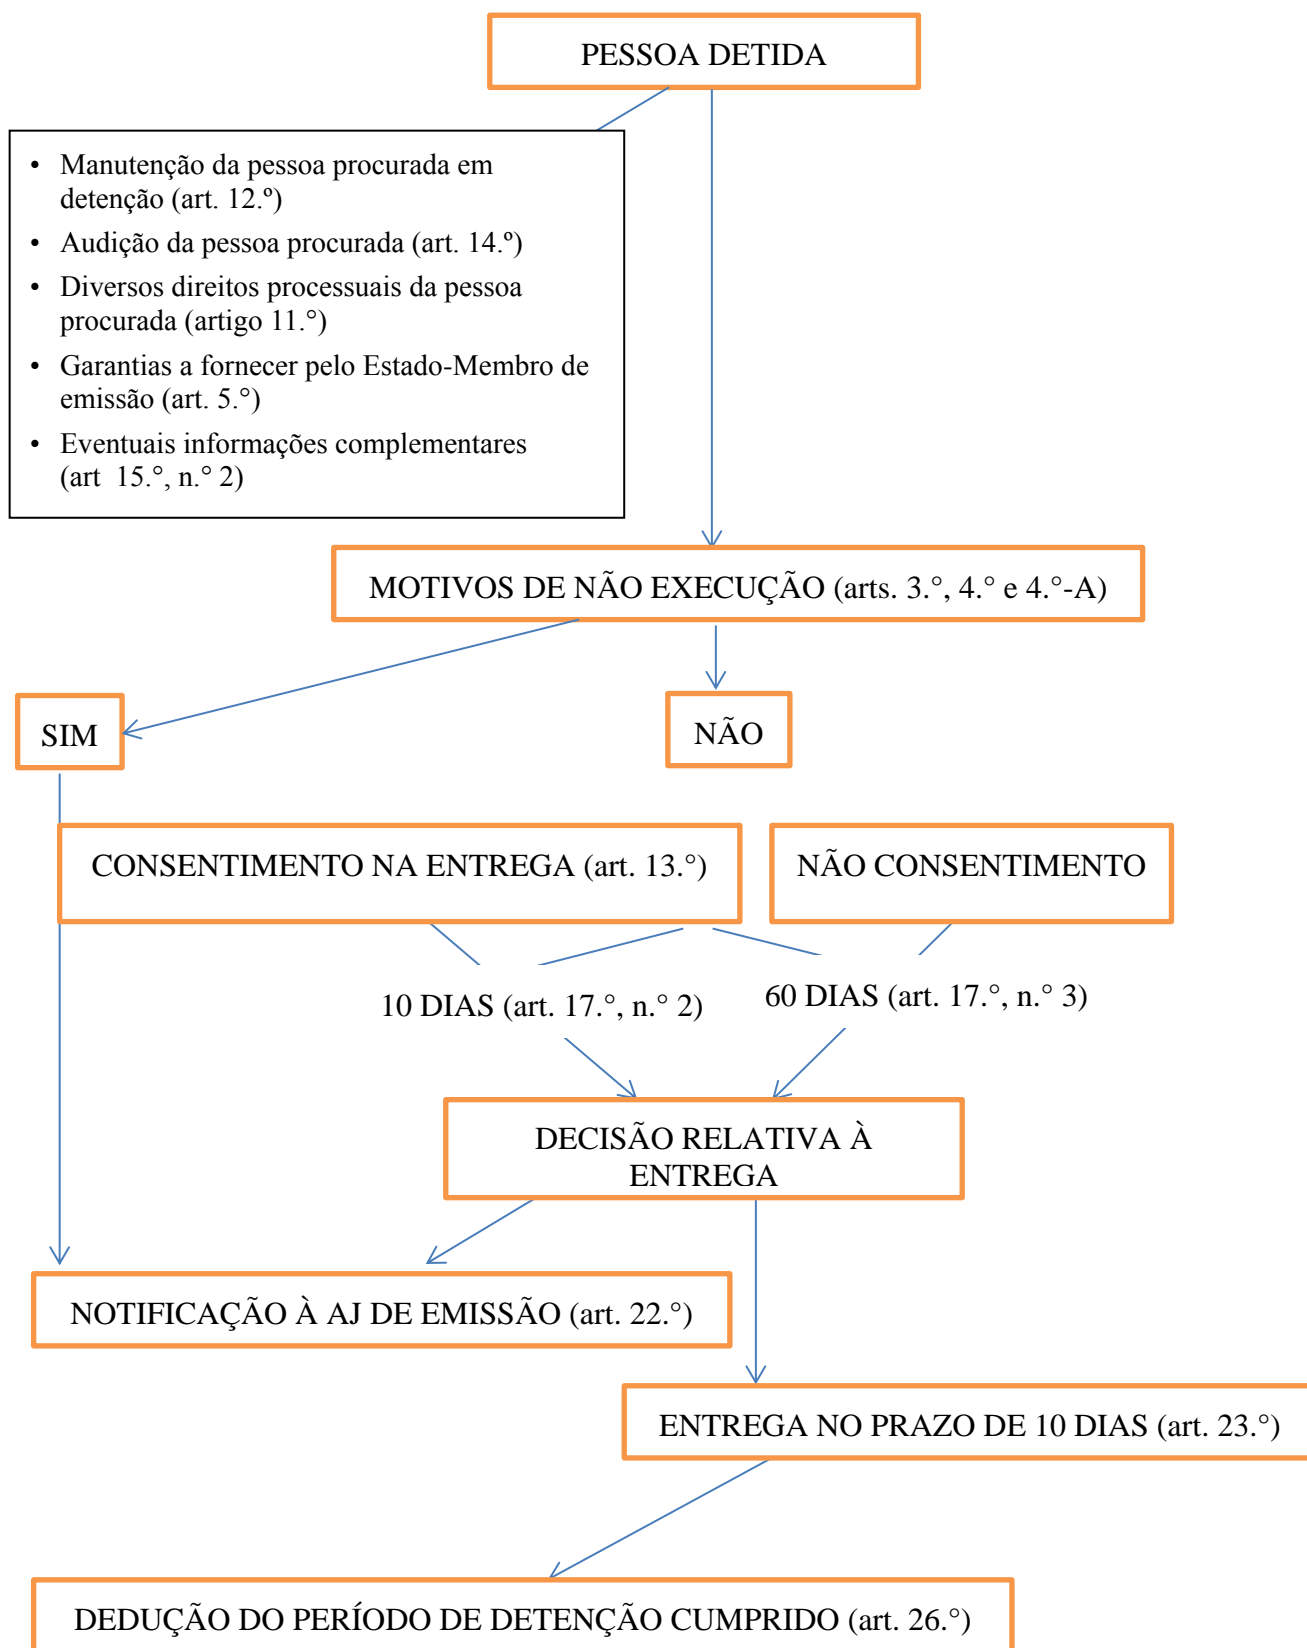 PESSOA DETIDA
• Manutenção da pessoa procurada em
detenção (art. 12.º)
• Audição da pessoa procurada (art. 14.º)
• Diversos direitos processuais da pessoa
procurada (artigo 11.°)
• Garantias a fornecer pelo Estado-Membro de
emissão (art. 5.°)
• Eventuais informações complementares
(art 15.°, n.° 2)
MOTIVOS DE NÃO EXECUÇÃO (arts. 3.°, 4.° e 4.°-A)
SIM
NÃO
CONSENTIMENTO NA ENTREGA (art. 13.°)
NÃO CONSENTIMENTO
10 DIAS (art. 17.°, n.° 2)
60 DIAS (art. 17.°, n.° 3)
DECISÃO RELATIVA À
ENTREGA
NOTIFICAÇÃO À AJ DE EMISSÃO (art. 22.°)
ENTREGA NO PRAZO DE 10 DIAS (art. 23.°)
DEDUÇÃO DO PERÍODO DE DETENÇÃO CUMPRIDO (art. 26.°)